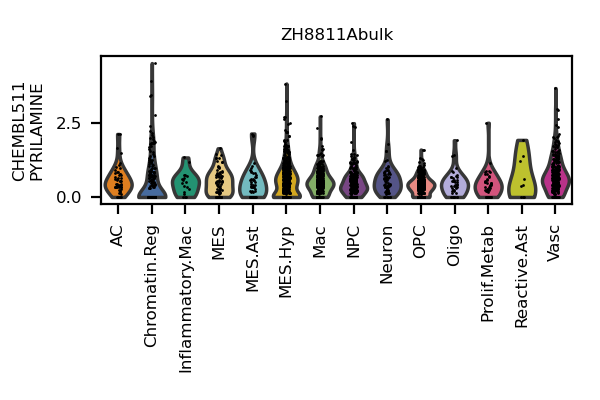 ZH8811Abulk
CHEMBL511
PYRILAMINE
2.5
0.0
AC
Chromatin.Reg
Inflammatory.Mac
MES
MES.Ast
MES.Hyp
Mac
NPC
Neuron
OPC
Oligo
Prolif.Metab
Reactive.Ast
Vasc